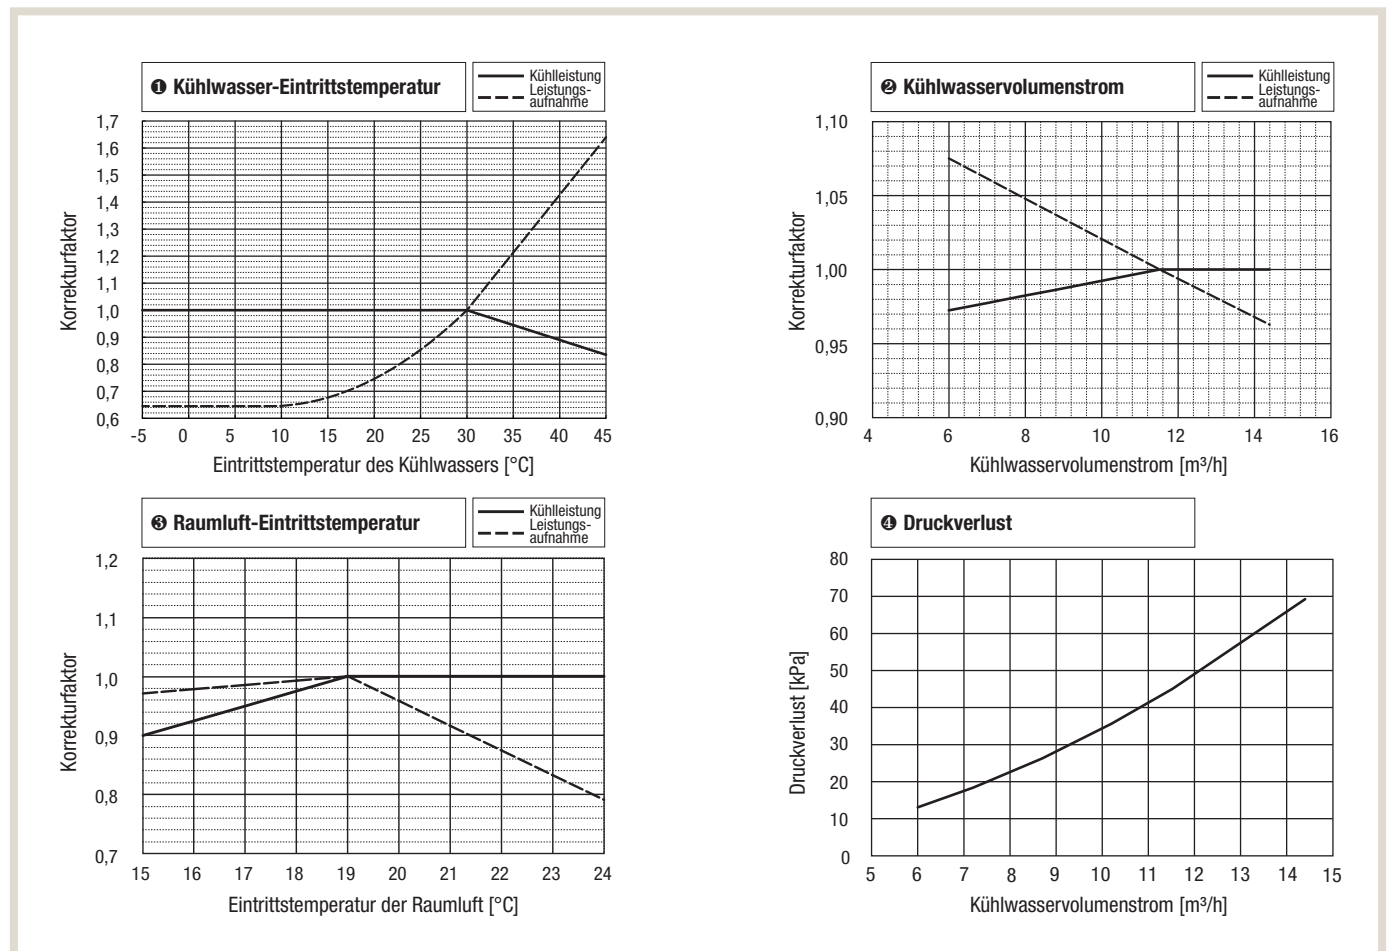 ❶ Kühlwasser-Eintrittstemperatur
Kühlleistung
Leistungs-
aufnahme
1,7
1,6
1,5
1,4
1,3
1,2
1,1
1,0
0,9
0,8
0,7
0,6
Korrekturfaktor
-5 0 5 10 15 20 25 30 35 40 45
Eintrittstemperatur des Kühlwassers [°C]
❷ Kühlwasservolumenstrom
Kühlleistung
Leistungs-
aufnahme
1,10
1,05
1,00
0,95
0,90
Korrekturfaktor
4 6 8 10 12 14 16
Kühlwasservolumenstrom [m³/h]
❸ Raumluft-Eintrittstemperatur
Kühlleistung
Leistungs-
aufnahme
1,2
1,1
1,0
0,9
0,8
0,7
Korrekturfaktor
15 16 17 18 19 20 21 22 23 24
Eintrittstemperatur der Raumluft [°C]
❹ Druckverlust
80
70
60
50
40
30
20
10
0
Druckverlust [kPa]
5 6 7 8 9 10 11 12 13 14 15
Kühlwasservolumenstrom [m³/h]